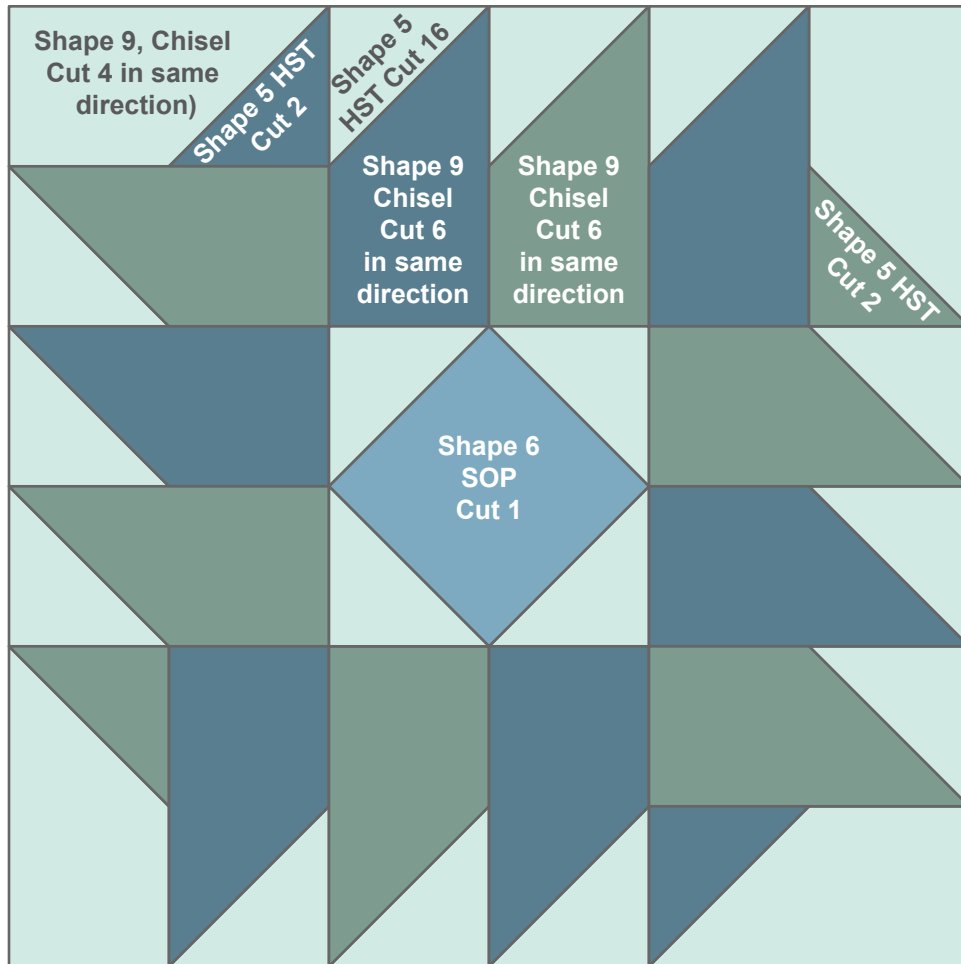 Shape 9, Chisel
Cut 4 in same
direction)
Shape 5 HST
Cut 2
Shape 5
HST Cut 16
Shape 9
Chisel
Cut 6
in same
direction
Shape 9
Chisel
Cut 6
in same
direction
Shape 5 HST
Cut 2
Shape 6
SOP
Cut 1